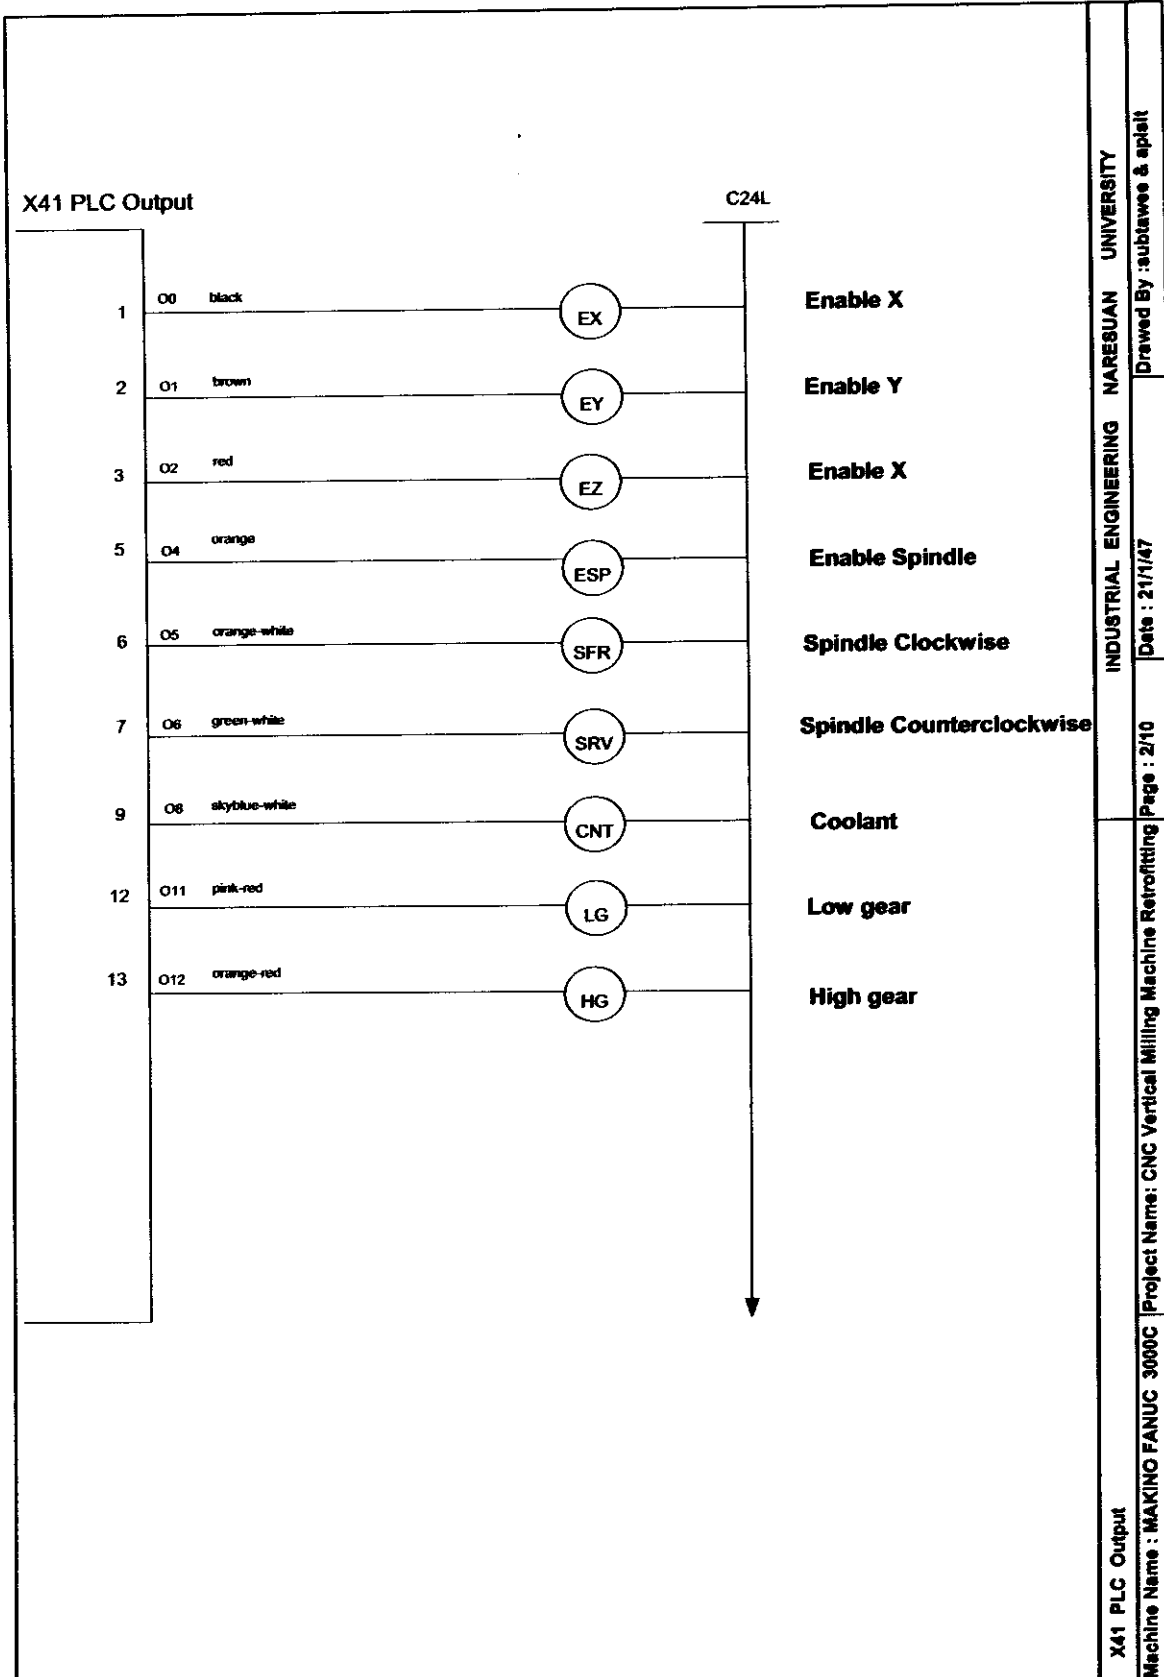 X41 PLC Output
C24L
1 O0 black EX Enable X
2 O1 brown EY Enable Y
3 O2 red EZ Enable X
5 O4 orange ESP Enable Spindle
6 O5 orange-white SFR Spindle Clockwise
7 O6 green-white SRV Spindle Counterclockwise
9 O8 skyblue-white CNT Coolant
12 O11 pink-red LG Low gear
13 O12 orange-red HG High gear
X41 PLC Output
INDUSTRIAL ENGINEERING NARESUAN UNIVERSITY
Machine Name : MAKINO FANUC 3000C
Project Name: CNC Vertical Milling Machine Retrofitting
Page : 2/10
Date : 21/1/47
Drawed By :subtawee & apisit